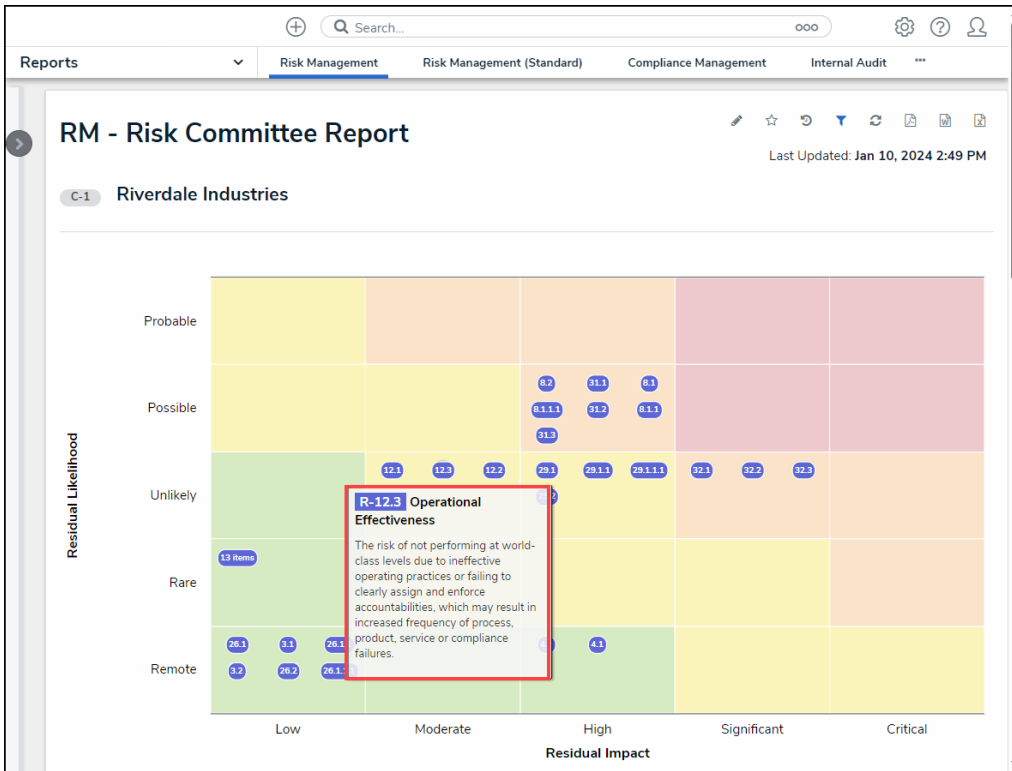 Search...
ooo
Reports
Risk Management
Risk Management (Standard)
Compliance Management
Internal Audit
...
RM - Risk Committee Report
Last Updated: Jan 10, 2024 2:49 PM
C-1 Riverdale Industries
Residual Likelihood
Probable
Possible
8.2 31.1 8.1
8.1.1.1 31.2 8.1.1
31.3
Unlikely
12.1 12.3 12.2 29.1 29.1.1 29.1.1.1 32.1 32.2 32.3
R-12.3 Operational
Effectiveness
The risk of not performing at world-
class levels due to ineffective
operating practices or failing to
clearly assign and enforce
accountabilities, which may result in
increased frequency of process,
product, service or compliance
failures.
Rare
13 items
Remote
26.1 3.1 4.1
3.2 26.2
Low
Moderate
High
Significant
Critical
Residual Impact